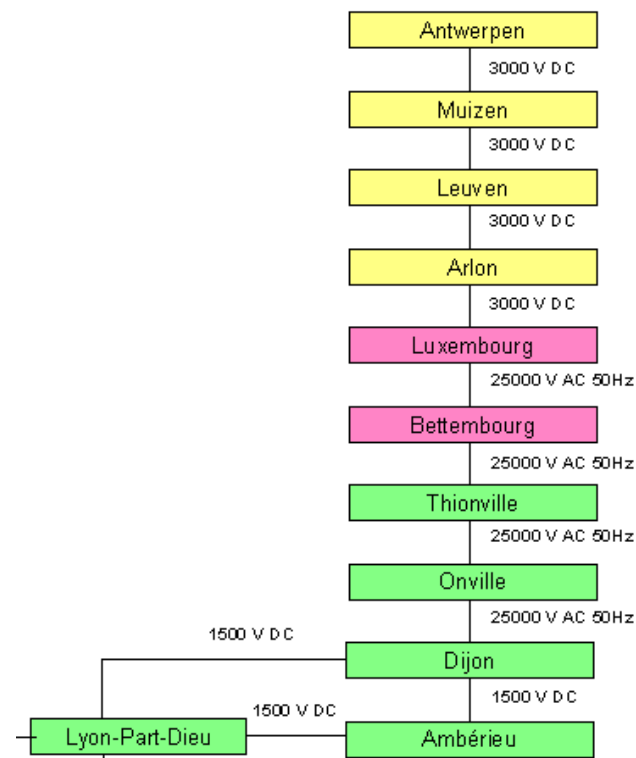 Antwerpen
3000 V DC
Muizen
3000 V DC
Leuven
3000 V DC
Arlon
3000 V DC
Luxembourg
25000 V AC 50Hz
Bettembourg
25000 V AC 50Hz
Thionville
25000 V AC 50Hz
Onville
25000 V AC 50Hz
1500 V DC
Dijon
1500 V DC
1500 V DC
Lyon-Part-Dieu
Ambérieu